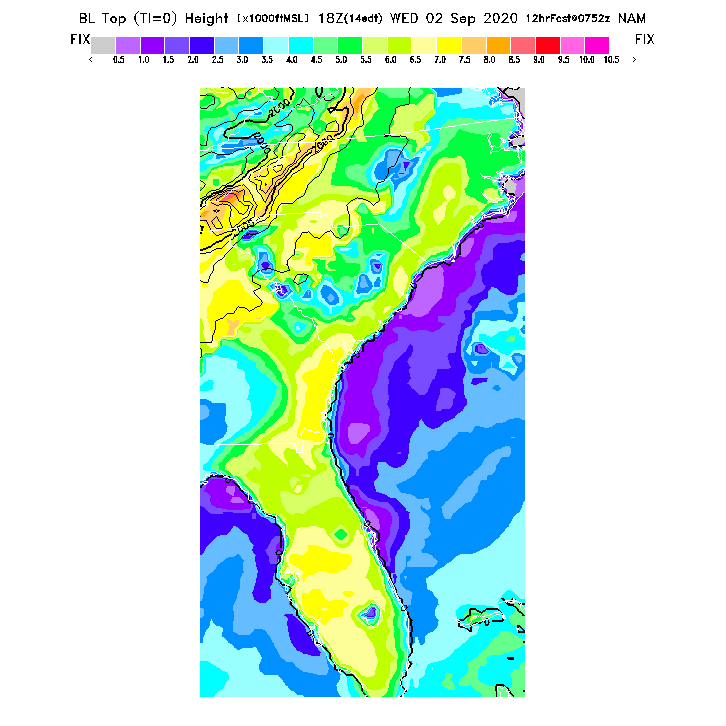 BL Top (TI=0) Height [x1000ftMSL] 18Z(14edt) WED 02 Sep 2020 12hrFcst@0752z NAM
FIX FIX
< 0.5 1.0 1.5 2.0 2.5 3.0 3.5 4.0 4.5 5.0 5.5 6.0 6.5 7.0 7.5 8.0 8.5 9.0 9.5 10.0 10.5 >
2000
2000